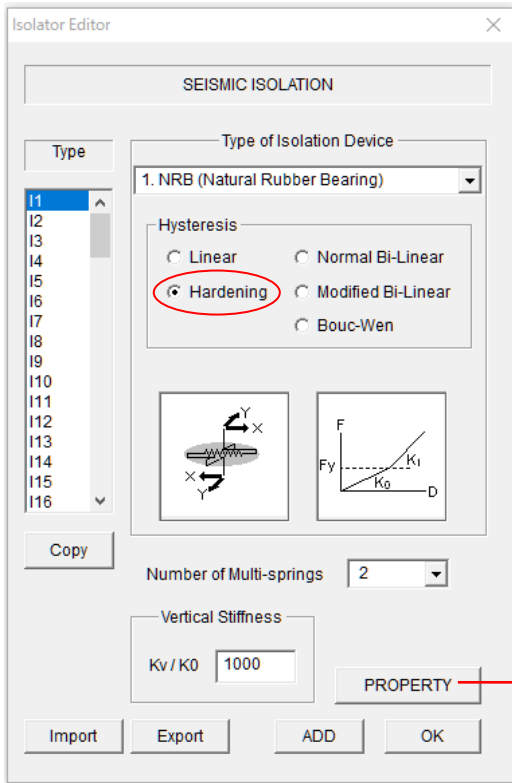 Isolator Editor
SEISMIC ISOLATION
Type
Type of Isolation Device
1. NRB (Natural Rubber Bearing)
I1
I2
I3
I4
I5
I6
I7
I8
I9
I10
I11
I12
I13
I14
I15
I16
Hysteresis
Linear
Normal Bi-Linear
Hardening
Modified Bi-Linear
Bouc-Wen
Y
X
X
Y
F
Fy
K1
K0
D
Copy
Number of Multi-springs 2
Vertical Stiffness
Kv / K0 1000
PROPERTY
Import
Export
ADD
OK